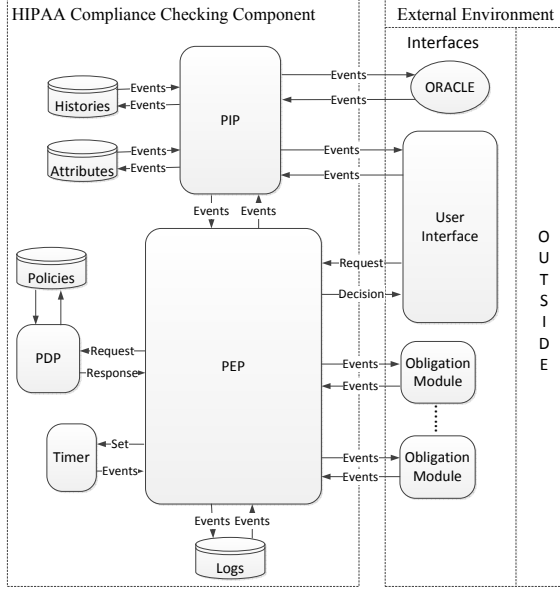 HIPAA Compliance Checking Component
External Environment
Interfaces
Histories
Events
Events
Attributes
Events
Events
PIP
Events
Events
ORACLE
Events
Events
User
Interface
Events
Events
Policies
PDP
Request
Response
PEP
Request
Decision
Timer
Set
Events
Events
Events
Obligation
Module
Events
Events
Obligation
Module
Events
Events
Logs
O
U
T
S
I
D
E